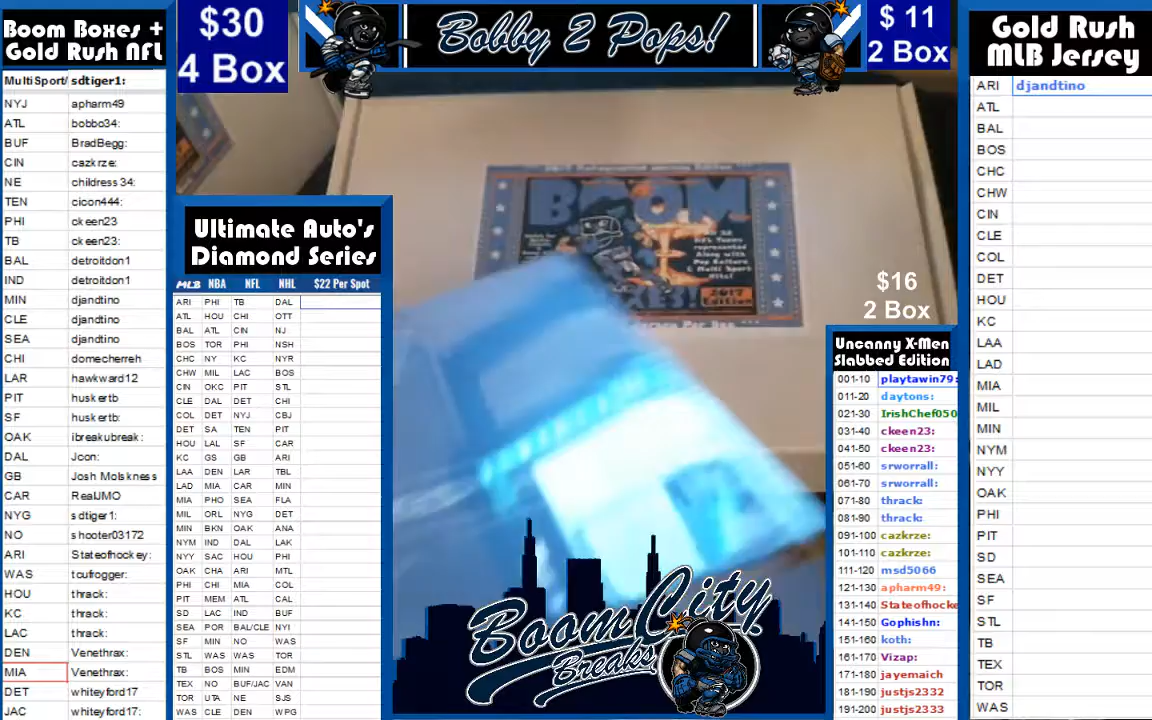 Boom Boxes +
Gold Rush NFL
MultiSport/ sdtiger1:
NYJ apharm49
ATL bobbo34:
BUF BradBegg:
CIN cazkrze:
NE childress 34:
TEN cicon444:
PHI ckeen23
TB ckeen23:
BAL detroitdon1
IND detroitdon1
MIN djandtino
CLE djandtino
SEA djandtino
CHI domecherreh
LAR hawkward12
PIT huskertb
SF huskertb:
OAK ibreakubreak:
DAL Jcon:
GB Josh Molskness
CAR RealJMO
NYG sdtiger1:
NO shooter03172
ARI Stateofhockey:
WAS tcufrogger:
HOU thrack:
KC thrack:
LAC thrack:
DEN Venethrax:
MIA Venethrax:
DET whiteyford17
JAC whiteyford17:
$30
4 Box
Bobby 2 Pops!
$ 11
2 Box
BOOM
BOXES!
2017
Edition
Ultimate Auto's
Diamond Series
MLB NBA NFL NHL $22 Per Spot
ARI PHI TB DAL
ATL HOU CHI OTT
BAL ATL CIN NJ
BOS TOR PHI NSH
CHC NY KC NYR
CHW MIL LAC BOS
CIN OKC PIT STL
CLE DAL DET CHI
COL DET NYJ CBJ
DET SA TEN PIT
HOU LAL SF CAR
KC GS GB ARI
LAA DEN LAR TBL
LAD MIA CAR MIN
MIA PHO SEA FLA
MIL ORL NYG DET
MIN BKN OAK ANA
NYM IND DAL LAK
NYY SAC HOU PHI
OAK CHA ARI MTL
PHI CHI MIA COL
PIT MEM ATL CAL
SD LAC IND BUF
SEA POR BAL/CLE NYI
SF MIN NO WAS
STL WAS WAS TOR
TB BOS MIN EDM
TEX NO BUF/JAC VAN
TOR UTA NE SJS
WAS CLE DEN WPG
Boom City
Breaks
$16
2 Box
Uncanny X-Men
Slabbed Edition
001-10 playtawin79:
011-20 daytons:
021-30 IrishChef050
031-40 ckeen23:
041-50 ckeen23:
051-60 srworrall:
061-70 srworrall:
071-80 thrack:
081-90 thrack:
091-100 cazkrze:
101-110 cazkrze:
111-120 msd5066
121-130 apharm49:
131-140 Stateofhocke
141-150 Gophishn:
151-160 koth:
161-170 Vizap:
171-180 jayemaich
181-190 justjs2332
191-200 justjs2333
Gold Rush
MLB Jersey
ARI djandtino
ATL
BAL
BOS
CHC
CHW
CIN
CLE
COL
DET
HOU
KC
LAA
LAD
MIA
MIL
MIN
NYM
NYY
OAK
PHI
PIT
SD
SEA
SF
STL
TB
TEX
TOR
WAS